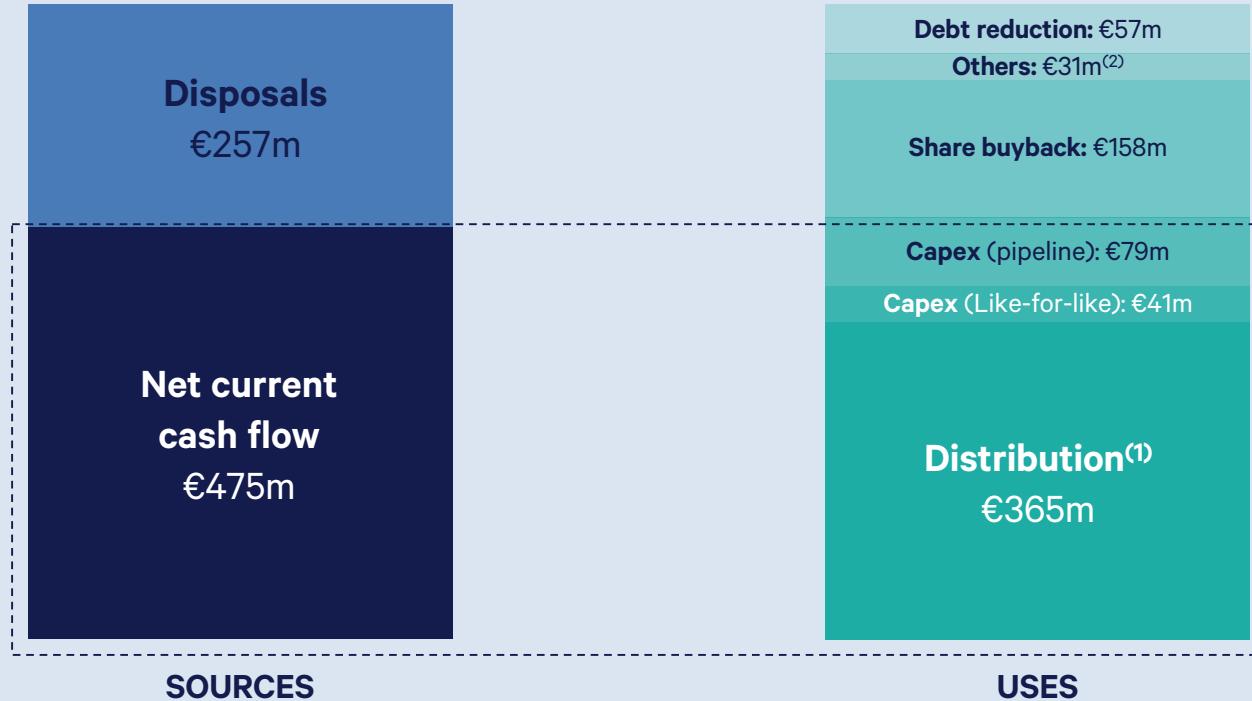 Disposals
€257m
Net current
cash flow
€475m
SOURCES
Debt reduction: €57m
Others: €31m(2)
Share buyback: €158m
Capex (pipeline): €79m
Capex (Like-for-like): €41m
Distribution(1)
€365m
USES